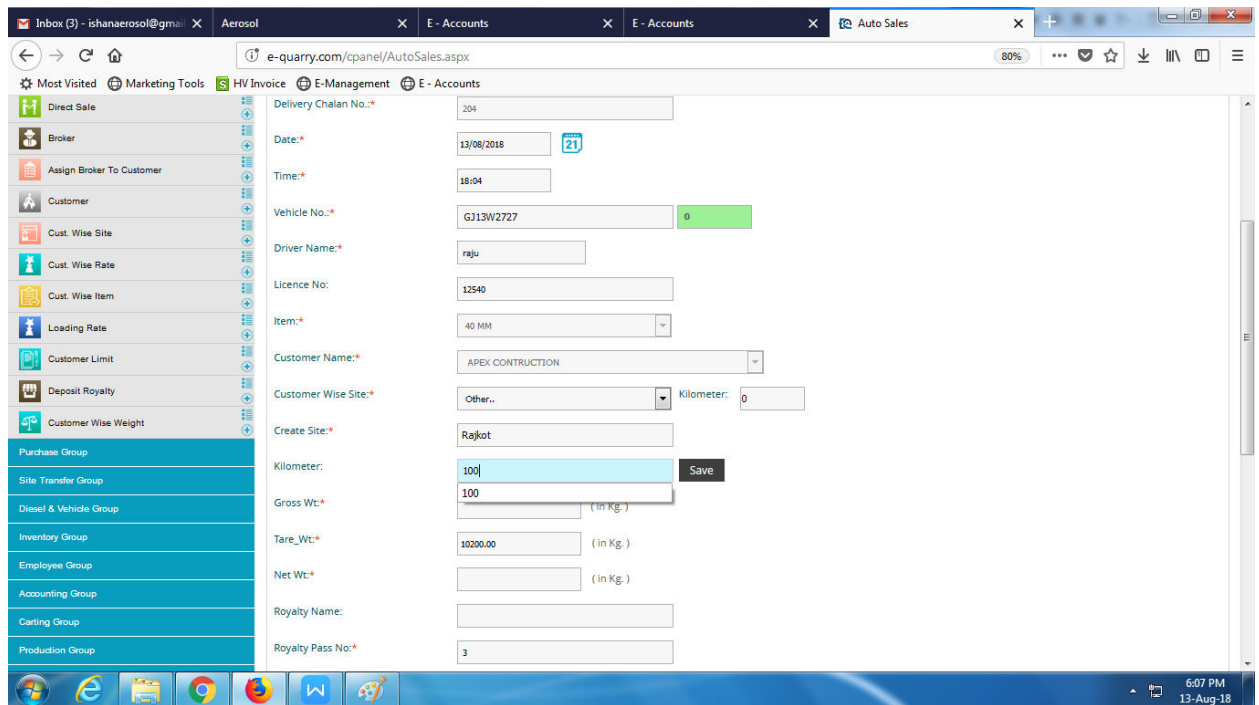 Inbox (3) - ishanaerosol@gmail Aerosol E - Accounts E - Accounts Auto Sales
e-quarry.com/cpanel/AutoSales.aspx 80%
Most Visited Marketing Tools S HV Invoice E-Management E - Accounts
Direct Sale
Broker
Assign Broker To Customer
Customer
Cust. Wise Site
Cust. Wise Rate
Cust. Wise Item
Loading Rate
Customer Limit
Deposit Royalty
Customer Wise Weight
Purchase Group
Site Transfer Group
Diesel & Vehicle Group
Inventory Group
Employee Group
Accounting Group
Carting Group
Production Group
Delivery Chalan No.:* 204
Date:* 13/08/2018 21
Time:* 18:04
Vehicle No.:* GJ13W2727 0
Driver Name:* raju
Licence No: 12540
Item:* 40 MM
Customer Name:* APEX CONTRUCTION
Customer Wise Site:* Other.. Kilometer: 0
Create Site:* Rajkot
Kilometer: 100 Save
100
Gross Wt:* ( in Kg. )
Tare_Wt:* 10200.00 ( in Kg. )
Net Wt:* ( in Kg. )
Royalty Name:
Royalty Pass No:* 3
6:07 PM
13-Aug-18